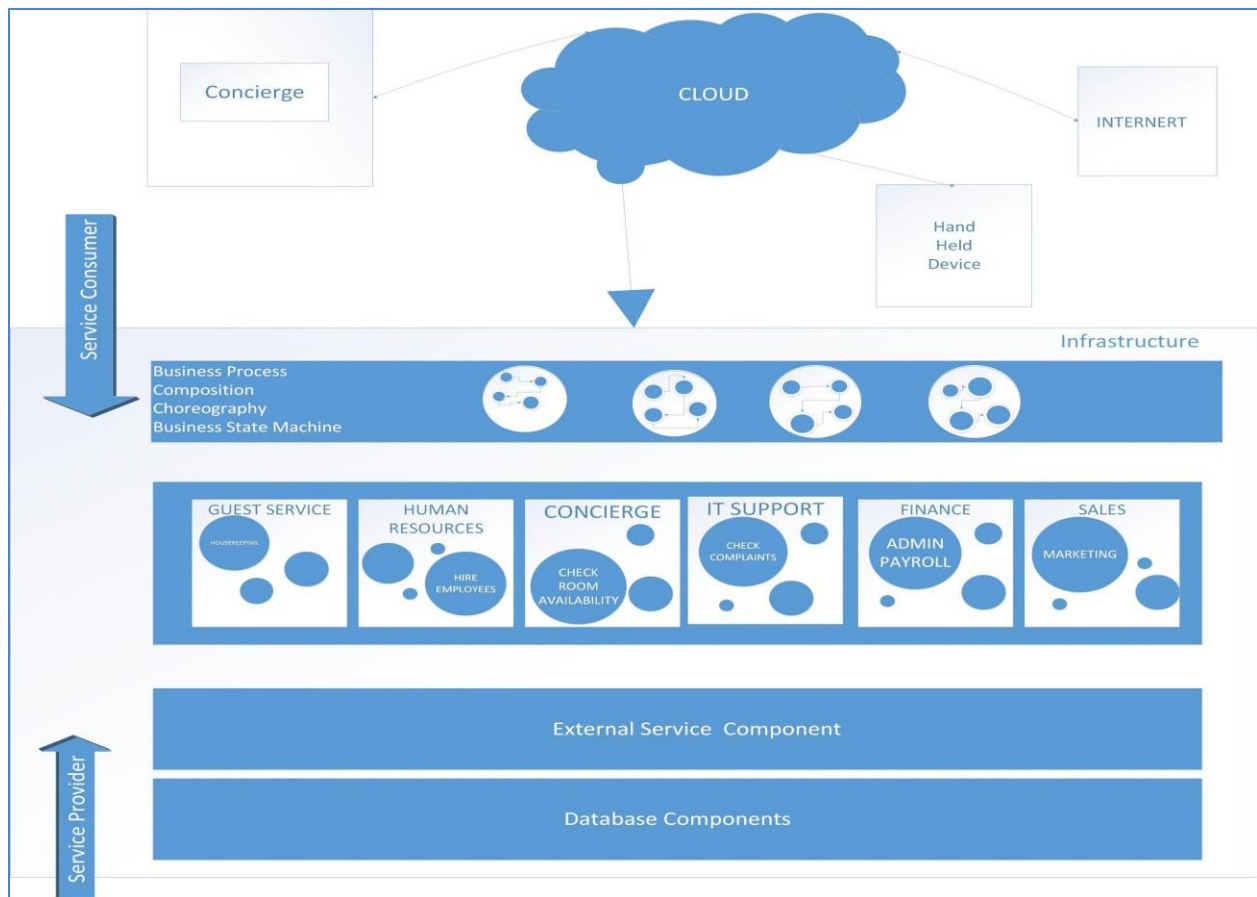 Concierge
CLOUD
INTERNERT
Hand
Held
Device
Service Consumer
Infrastructure
Business Process
Composition
Choreography
Business State Machine
GUEST SERVICE
HOUSEKEEPING
HUMAN
RESOURCES
HIRE
EMPLOYEES
CONCIERGE
CHECK
ROOM
AVAILABILITY
IT SUPPORT
CHECK
COMPLAINTS
FINANCE
ADMIN
PAYROLL
SALES
MARKETING
External Service Component
Service Provider
Database Components